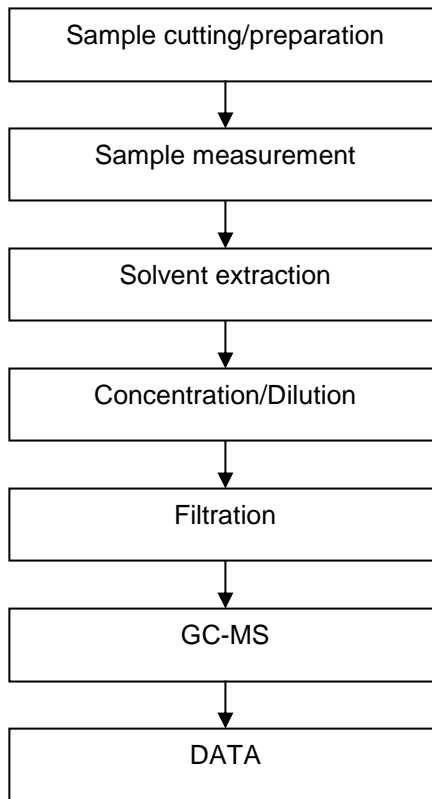 Sample cutting/preparation
Sample measurement
Solvent extraction
Concentration/Dilution
Filtration
GC-MS
DATA